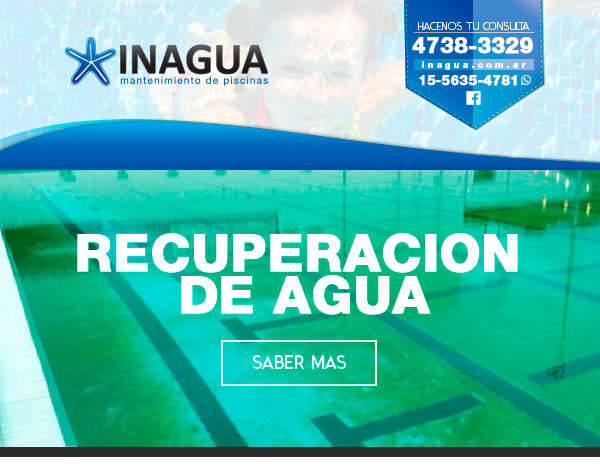 INAGUA
mantenimiento de piscinas
HACENOS TU CONSULTA
4738-3329
inagua.com.ar
15-5635-4781
RECUPERACION
DE AGUA
SABER MAS